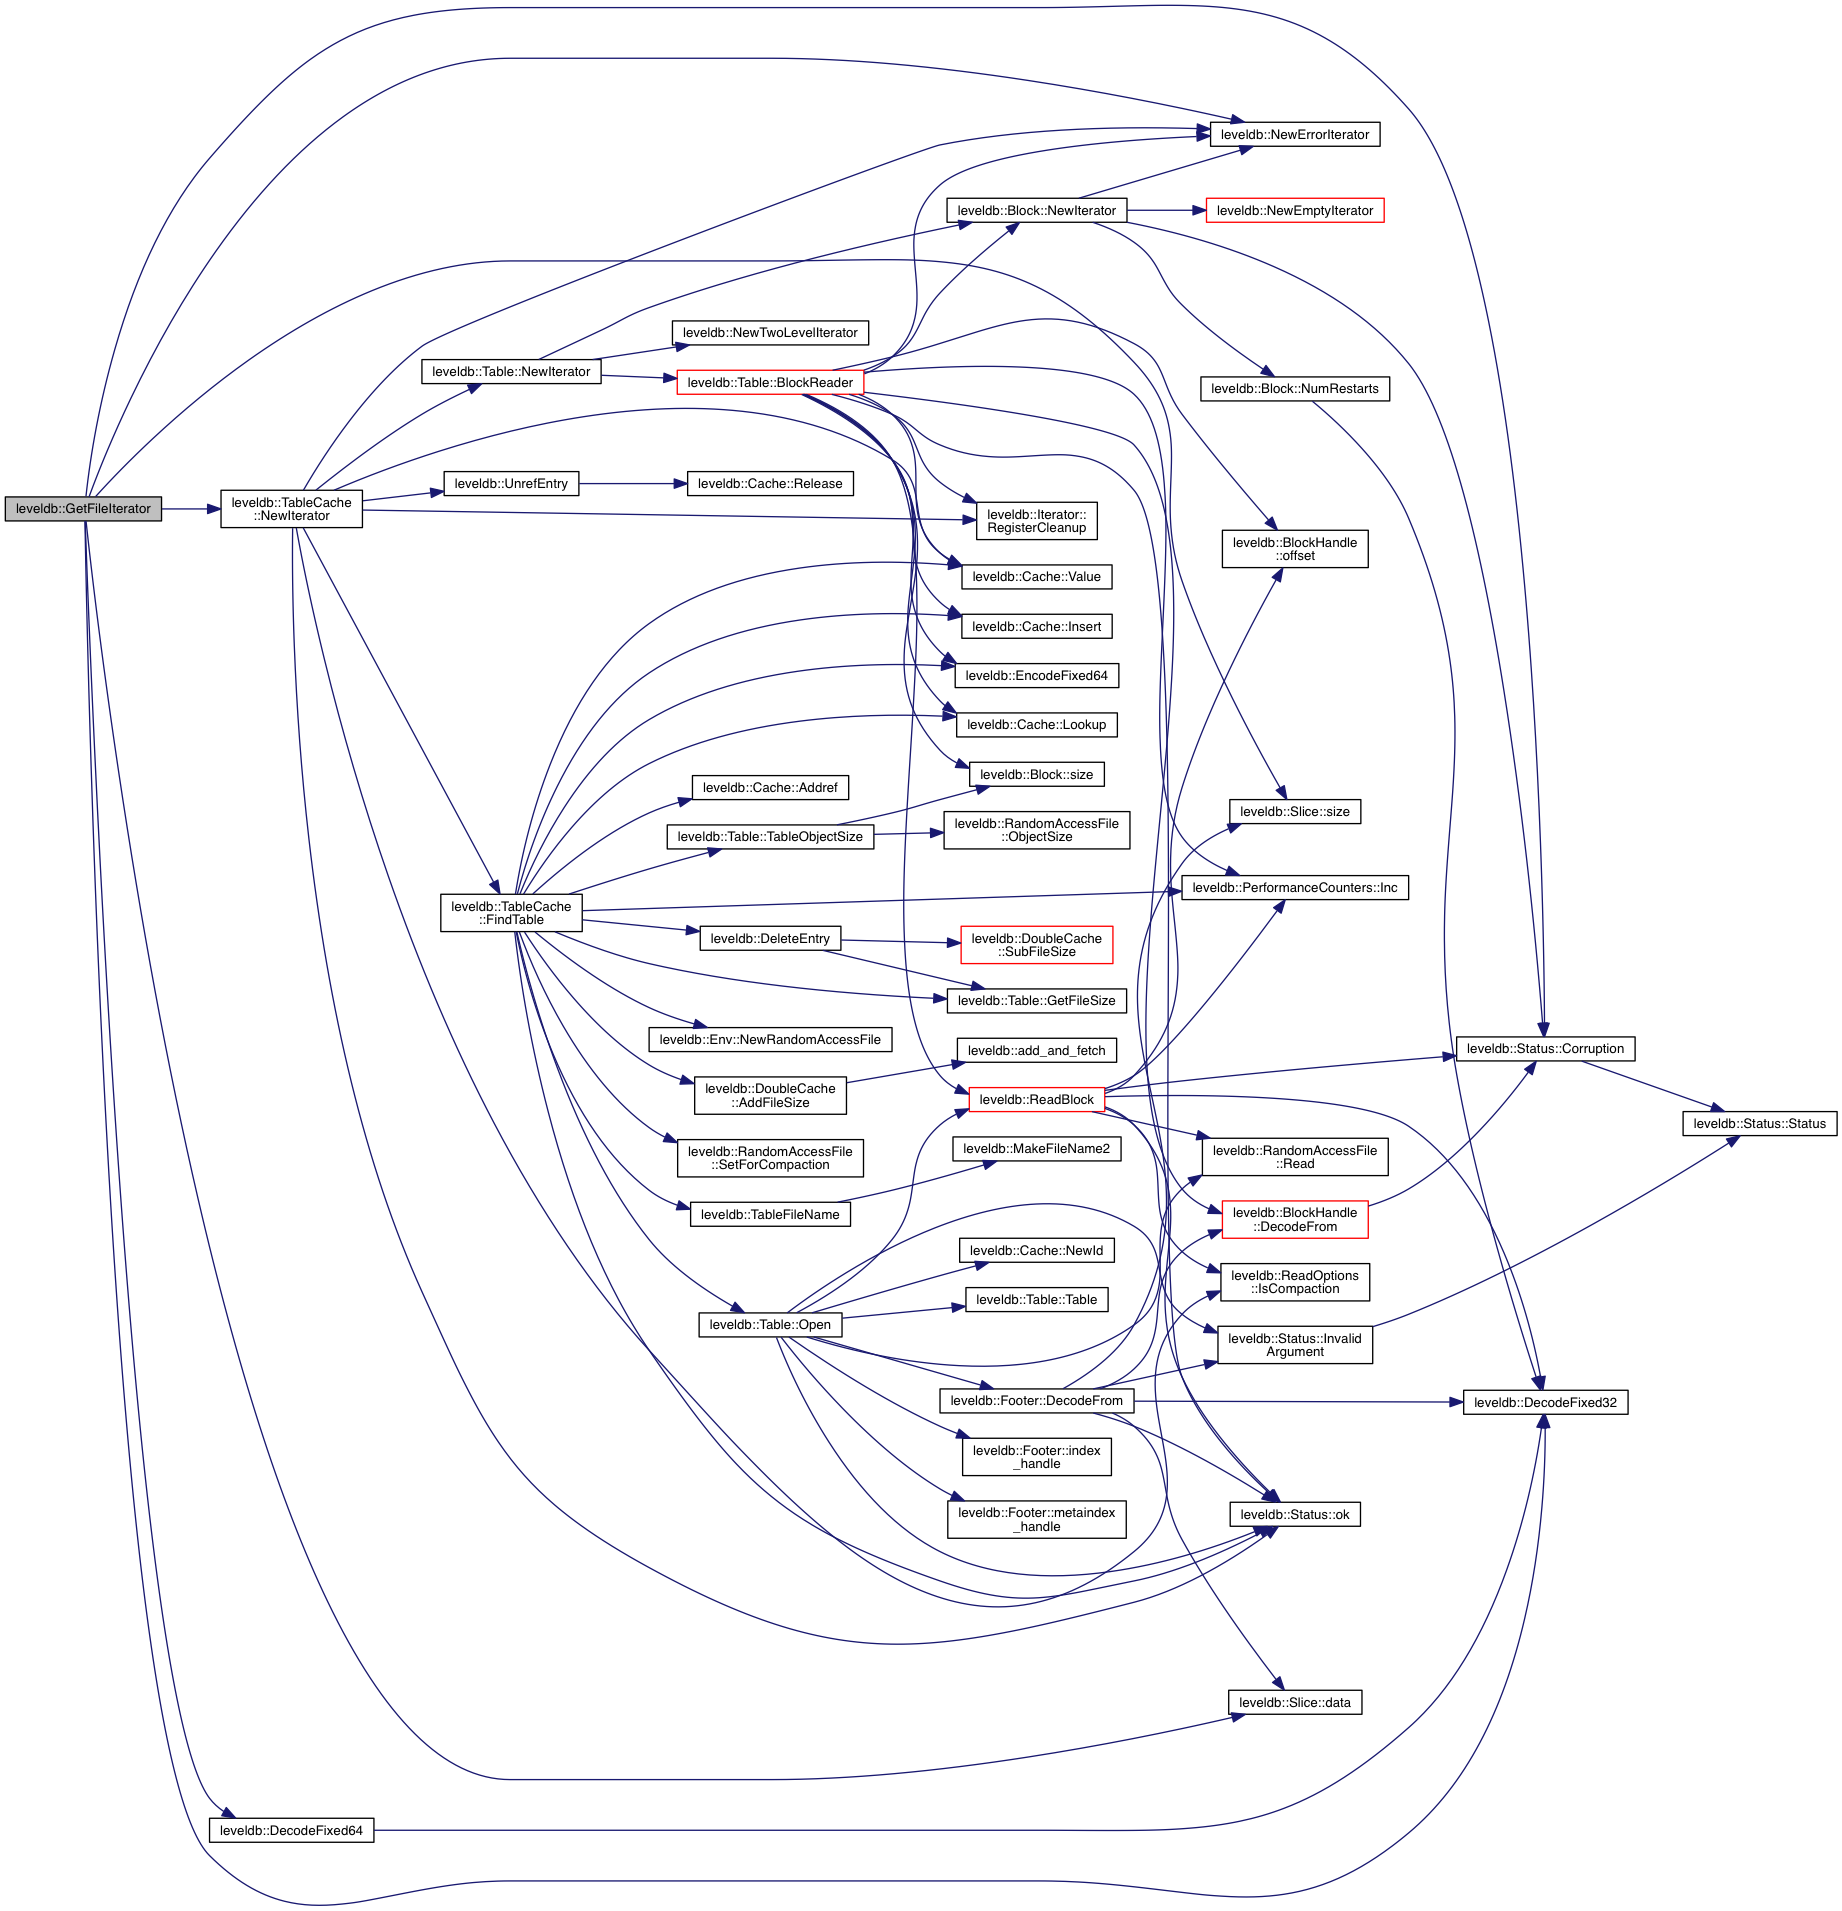 leveldb::GetFileIterator
leveldb::TableCache
::NewIterator
leveldb::DecodeFixed64
leveldb::Table::NewIterator
leveldb::UnrefEntry
leveldb::TableCache
::FindTable
leveldb::NewTwoLevelIterator
leveldb::Table::BlockReader
leveldb::Cache::Release
leveldb::Cache::Addref
leveldb::Table::TableObjectSize
leveldb::DeleteEntry
leveldb::Env::NewRandomAccessFile
leveldb::DoubleCache
::AddFileSize
leveldb::RandomAccessFile
::SetForCompaction
leveldb::TableFileName
leveldb::Table::Open
leveldb::Block::NewIterator
leveldb::Iterator::
RegisterCleanup
leveldb::Cache::Value
leveldb::Cache::Insert
leveldb::EncodeFixed64
leveldb::Cache::Lookup
leveldb::Block::size
leveldb::RandomAccessFile
::ObjectSize
leveldb::DoubleCache
::SubFileSize
leveldb::Table::GetFileSize
leveldb::add_and_fetch
leveldb::ReadBlock
leveldb::MakeFileName2
leveldb::Cache::NewId
leveldb::Table::Table
leveldb::Footer::DecodeFrom
leveldb::Footer::index
_handle
leveldb::Footer::metaindex
_handle
leveldb::NewErrorIterator
leveldb::NewEmptyIterator
leveldb::Block::NumRestarts
leveldb::BlockHandle
::offset
leveldb::Slice::size
leveldb::PerformanceCounters::Inc
leveldb::RandomAccessFile
::Read
leveldb::BlockHandle
::DecodeFrom
leveldb::ReadOptions
::IsCompaction
leveldb::Status::Invalid
Argument
leveldb::Status::ok
leveldb::Slice::data
leveldb::Status::Corruption
leveldb::DecodeFixed32
leveldb::Status::Status